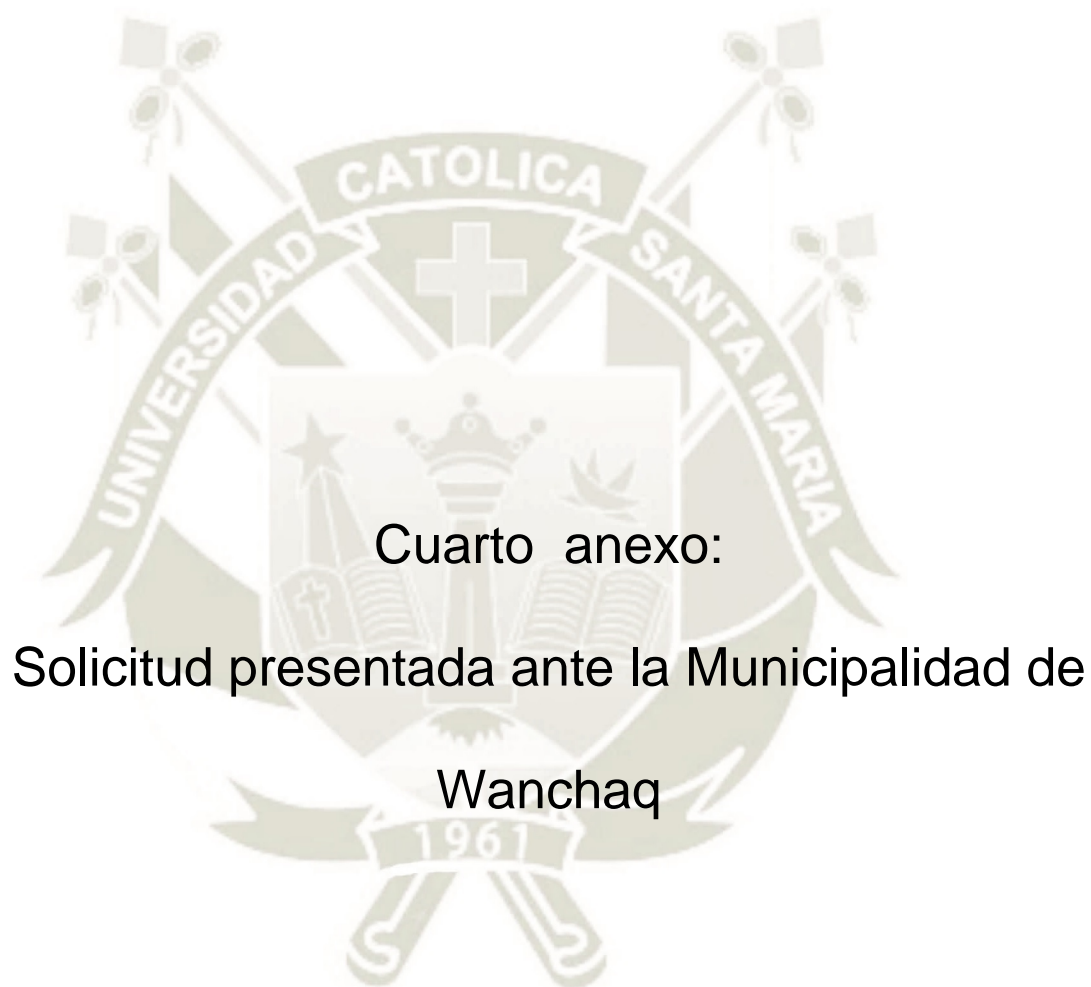 CATOLICA
UNIVERSIDAD
SANTA MARIA
Cuarto anexo:
Solicitud presentada ante la Municipalidad de
Wanchaq
1961